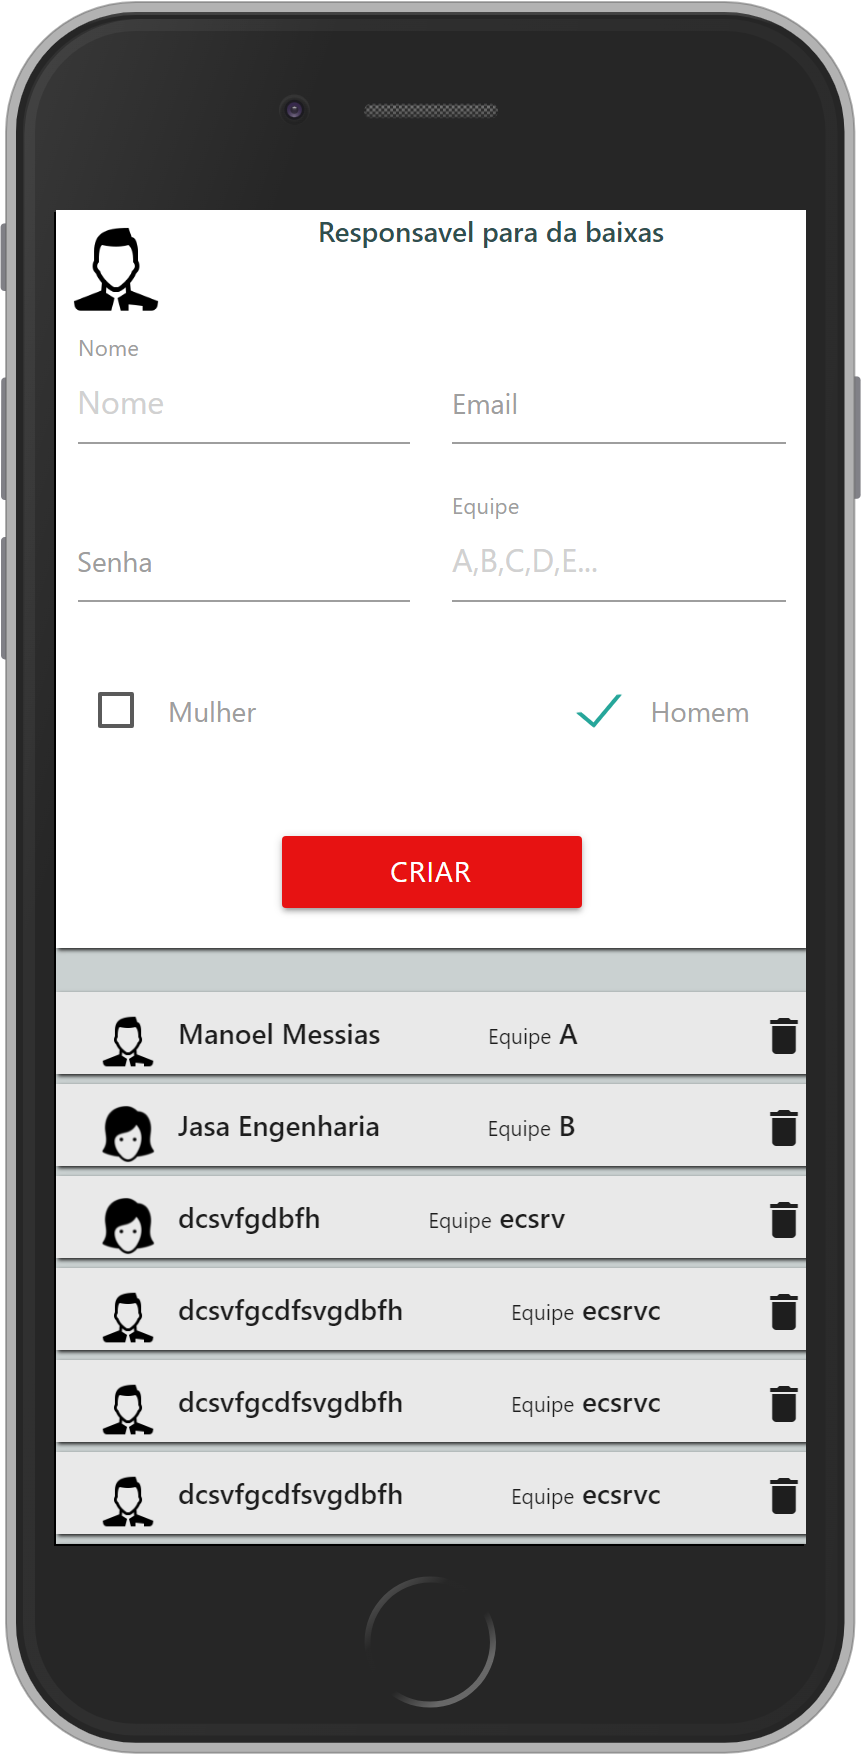 Responsavel para da baixas
Nome
Nome
Email
Equipe
Senha
A,B,C,D,E...
Mulher
Homem
CRIAR
Manoel Messias Equipe A
Jasa Engenharia Equipe B
dcsvfgdbfh Equipe ecsrv
dcsvfgcdfsvgdbfh Equipe ecsrvc
dcsvfgcdfsvgdbfh Equipe ecsrvc
dcsvfgcdfsvgdbfh Equipe ecsrvc